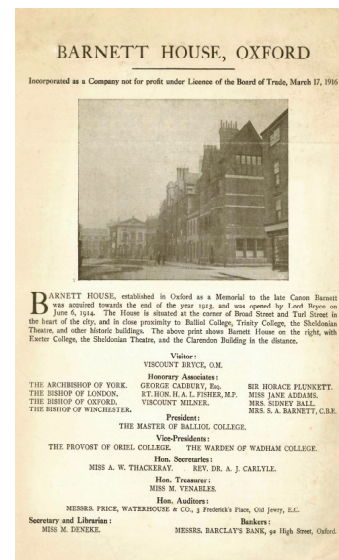 BARNETT HOUSE, OXFORD
Incorporated as a Company not for profit under Licence of the Board of Trade, March 17, 1916
BARNETT HOUSE, established in Oxford as a Memorial to the late Canon Barnett
was acquired towards the end of the year 1913, and was opened by Lord Bryce on
June 6, 1914. The House is situated at the corner of Broad Street and Turl Street in
the heart of the city, and in close proximity to Balliol College, Trinity College, the Sheldonian
Theatre, and other historic buildings. The above print shows Barnett House on the right, with
Exeter College, the Sheldonian Theatre, and the Clarendon Building in the distance.
Visitor:
VISCOUNT BRYCE, O.M.
Honorary Associates:
THE ARCHBISHOP OF YORK. GEORGE CADBURY, Esq. SIR HORACE PLUNKETT.
THE BISHOP OF LONDON. RT. HON. H. A. L. FISHER, M.P. MISS JANE ADDAMS.
THE BISHOP OF OXFORD. VISCOUNT MILNER. MRS. SIDNEY BALL.
THE BISHOP OF WINCHESTER. MRS. S. A. BARNETT, C.B.E.
President:
THE MASTER OF BALLIOL COLLEGE.
Vice-Presidents:
THE PROVOST OF ORIEL COLLEGE. THE WARDEN OF WADHAM COLLEGE.
Hon. Secretaries:
MISS A. W. THACKERAY. REV. DR. A. J. CARLYLE.
Hon. Treasurer:
MISS M. VENABLES.
Hon. Auditors:
MESSRS. PRICE, WATERHOUSE & CO., 3 Frederick's Place, Old Jewry, E.C.
Secretary and Librarian: Bankers:
MISS M. DENEKE. MESSRS. BARCLAY'S BANK, 92 High Street, Oxford.